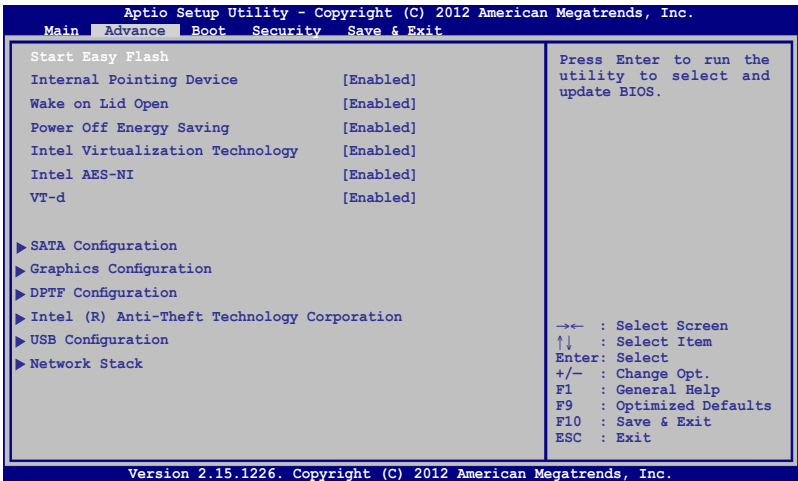 Aptio Setup Utility - Copyright (C) 2012 American Megatrends, Inc.
Main Advance Boot Security Save & Exit
Start Easy Flash
Internal Pointing Device [Enabled]
Wake on Lid Open [Enabled]
Power Off Energy Saving [Enabled]
Intel Virtualization Technology [Enabled]
Intel AES-NI [Enabled]
VT-d [Enabled]
SATA Configuration
Graphics Configuration
DPTF Configuration
Intel (R) Anti-Theft Technology Corporation
USB Configuration
Network Stack
Press Enter to run the
utility to select and
update BIOS.
→← : Select Screen
↑↓ : Select Item
Enter: Select
+/— : Change Opt.
F1 : General Help
F9 : Optimized Defaults
F10 : Save & Exit
ESC : Exit
Version 2.15.1226. Copyright (C) 2012 American Megatrends, Inc.